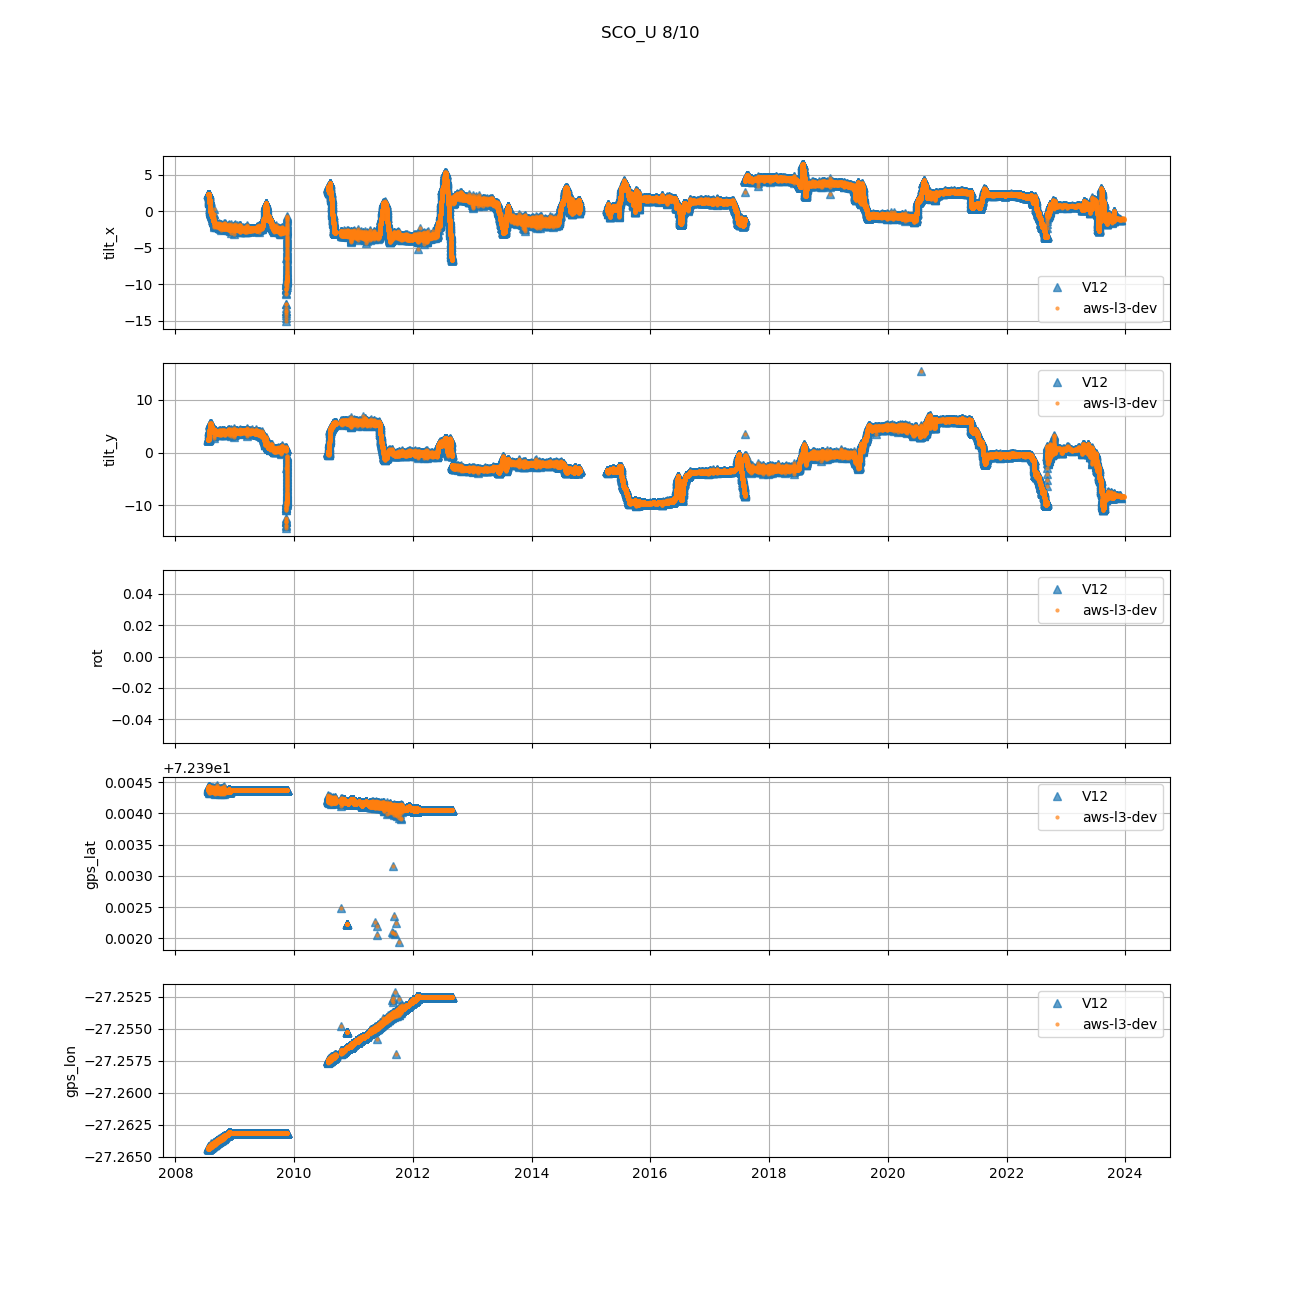 SCO_U 8/10
5
0
−5
−10
−15
tilt_x
V12
aws-l3-dev
10
0
−10
tilt_y
V12
aws-l3-dev
0.04
0.02
0.00
−0.02
−0.04
rot
V12
aws-l3-dev
+7.239e1
0.0045
0.0040
0.0035
0.0030
0.0025
0.0020
gps_lat
V12
aws-l3-dev
−27.2525
−27.2550
−27.2575
−27.2600
−27.2625
−27.2650
gps_lon
V12
aws-l3-dev
2008 2010 2012 2014 2016 2018 2020 2022 2024